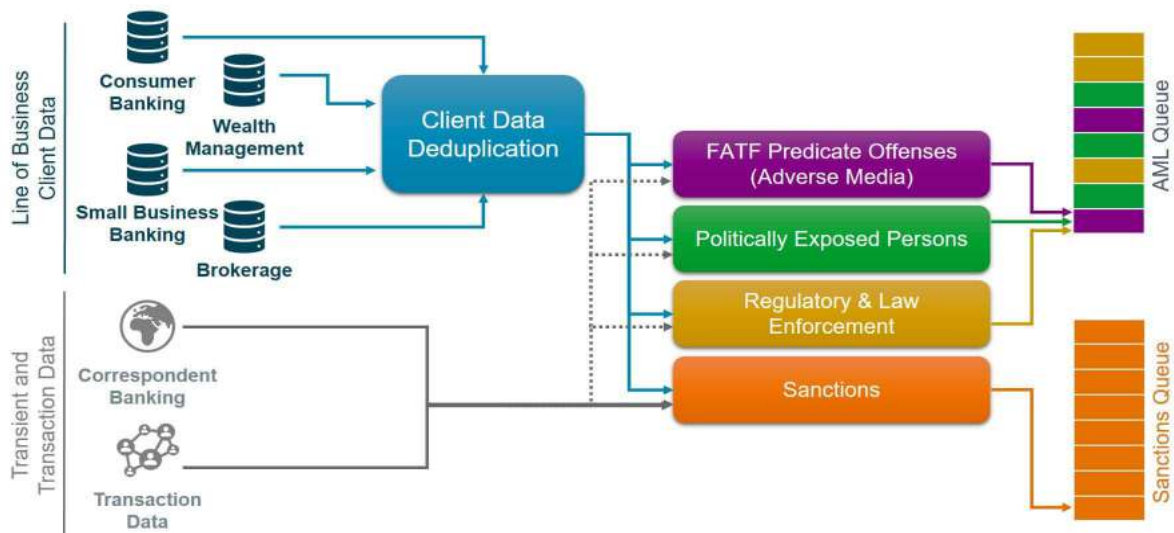 Line of Business
Client Data
Consumer
Banking
Wealth
Management
Small Business
Banking
Brokerage
Client Data
Deduplication
FATF Predicate Offenses
(Adverse Media)
Politically Exposed Persons
Regulatory & Law
Enforcement
Sanctions
AML Queue
Transient and
Transaction Data
Correspondent
Banking
Transaction
Data
Sanctions Queue